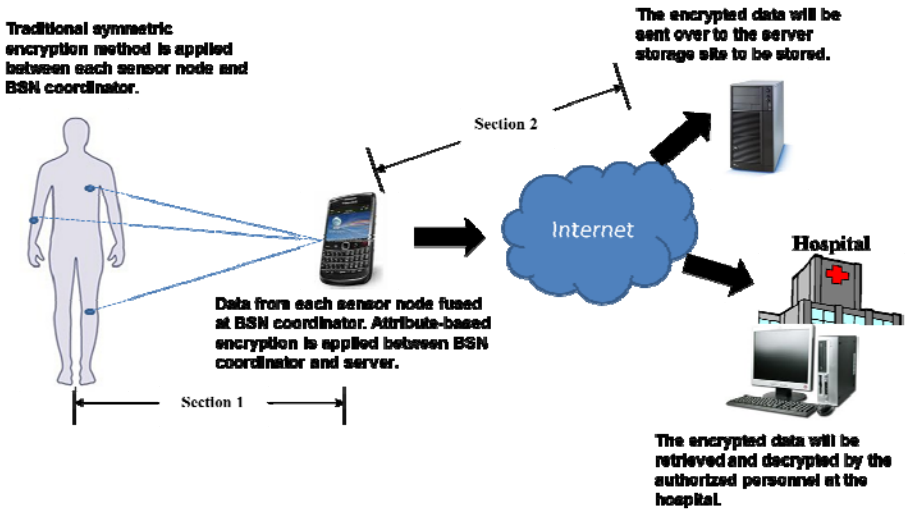 Traditional symmetric
encryption method is applied
between each sensor node and
BSN coordinator.
The encrypted data will be
sent over to the server
storage site to be stored.
Section 2
Internet
Hospital
Data from each sensor node fused
at BSN coordinator. Attribute-based
encryption is applied between BSN
coordinator and server.
Section 1
The encrypted data will be
retrieved and decrypted by the
authorized personnel at the
hospital.